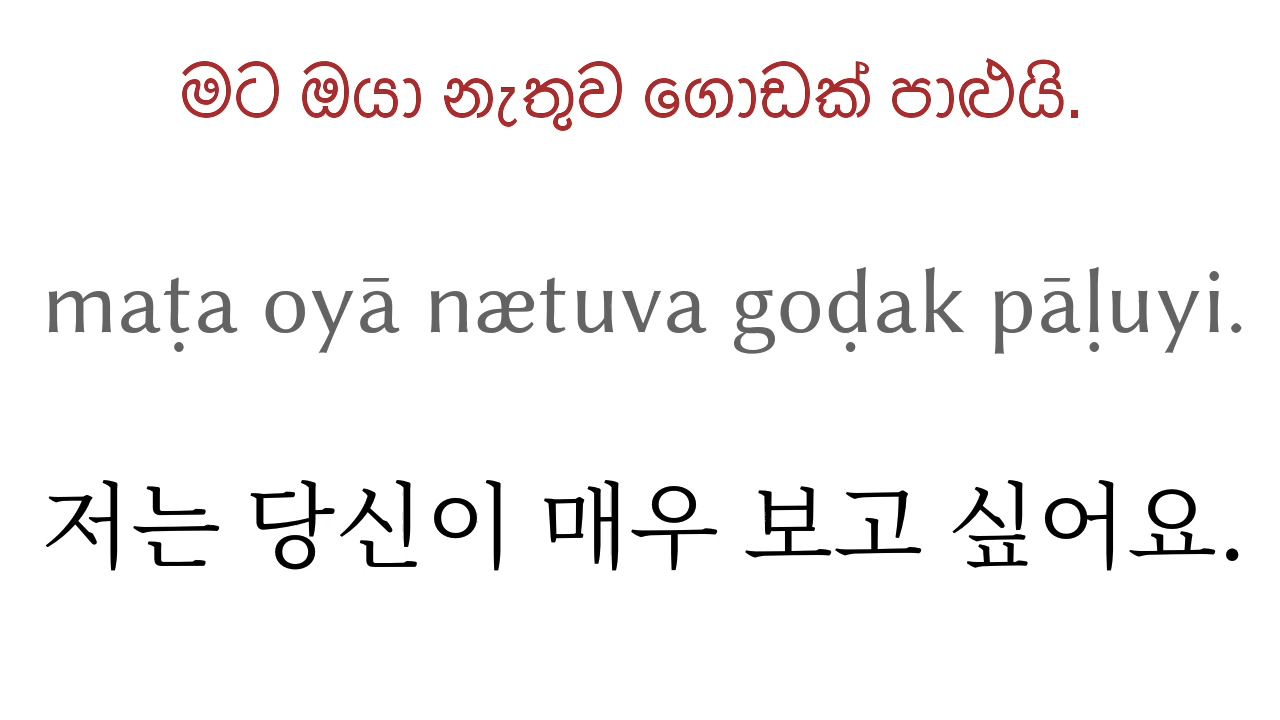 මට ඔයා නැතුව ගොඩක් පාළුයි.
maṭa oyā nætuva goḍak pāḷuyi.
저는 당신이 매우 보고 싶어요.